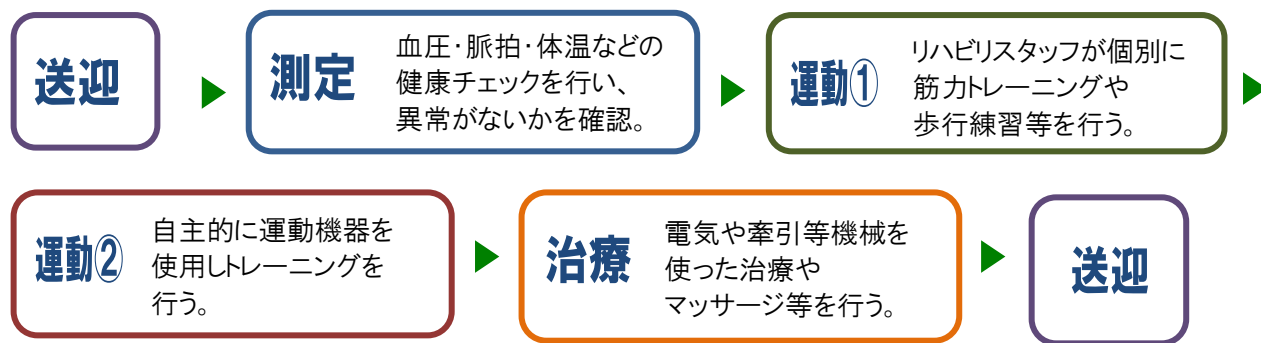 送迎
測定
血圧・脈拍・体温などの
健康チェックを行い、
異常がないかを確認。
運動①
リハビリスタッフが個別に
筋力トレーニングや
歩行練習等を行う。
運動②
自主的に運動機器を
使用しトレーニングを
行う。
治療
電気や牽引等機械を
使った治療や
マッサージ等を行う。
送迎